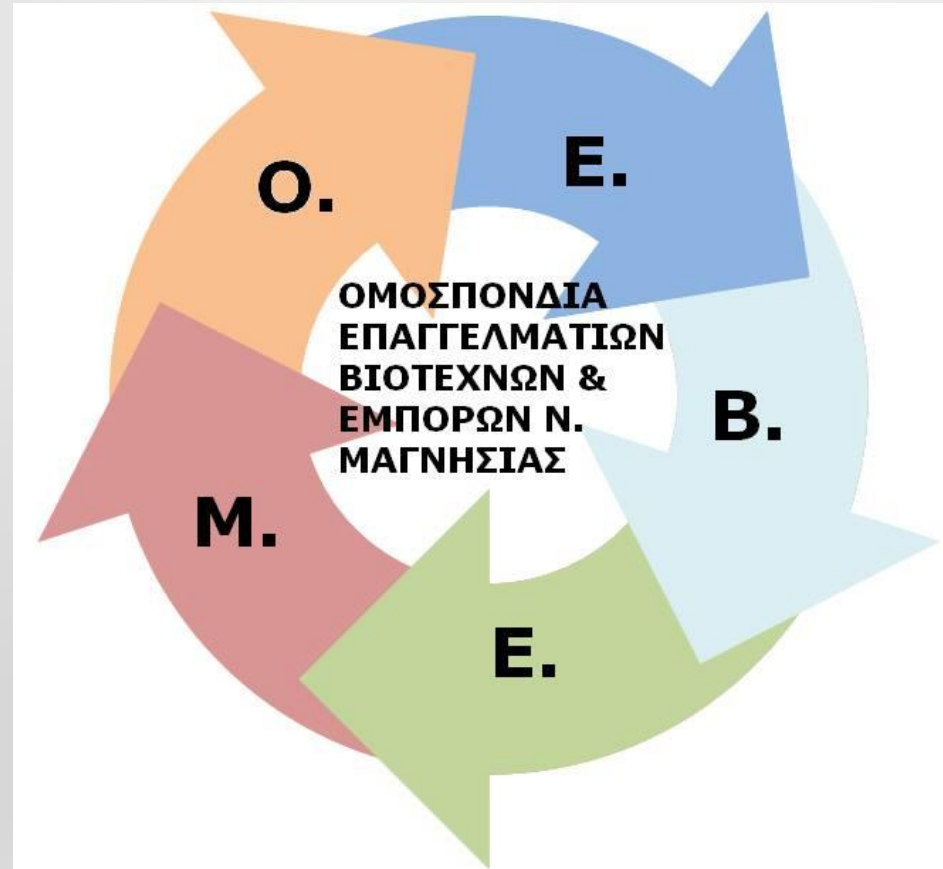 Ο.
Ε.
Β.
Ε.
Μ.
ΟΜΟΣΠΟΝΔΙΑ
ΕΠΑΓΓΕΛΜΑΤΙΩΝ
ΒΙΟΤΕΧΝΩΝ &
ΕΜΠΟΡΩΝ Ν.
ΜΑΓΝΗΣΙΑΣ